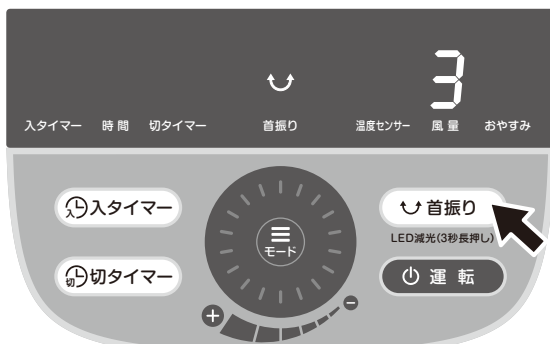 3
入タイマー 時間 切タイマー 首振り 温度センサー 風量 おやすみ
入 入タイマー
首振り
LED減光(3秒長押し)
モード
切 切タイマー
運転
+ -